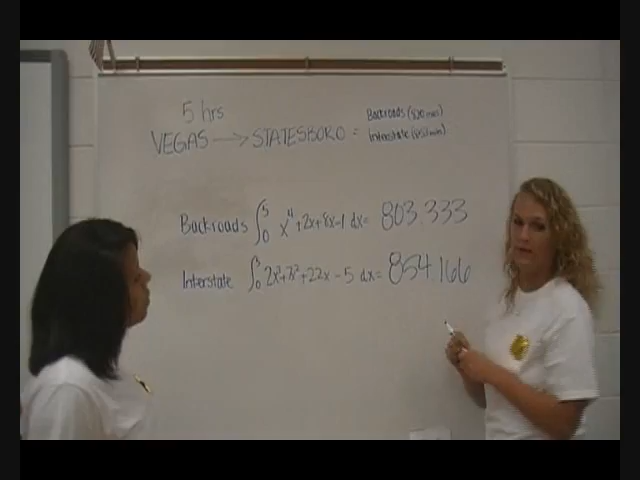 5 hrs
Backroads
VEGAS → STATESBORO =
Interstate
Backroads ∫₀⁵ x⁴+2x+8x-1 dx= 803.333
Interstate ∫₀⁵ 2x³+7x²+22x-5 dx= 854.166